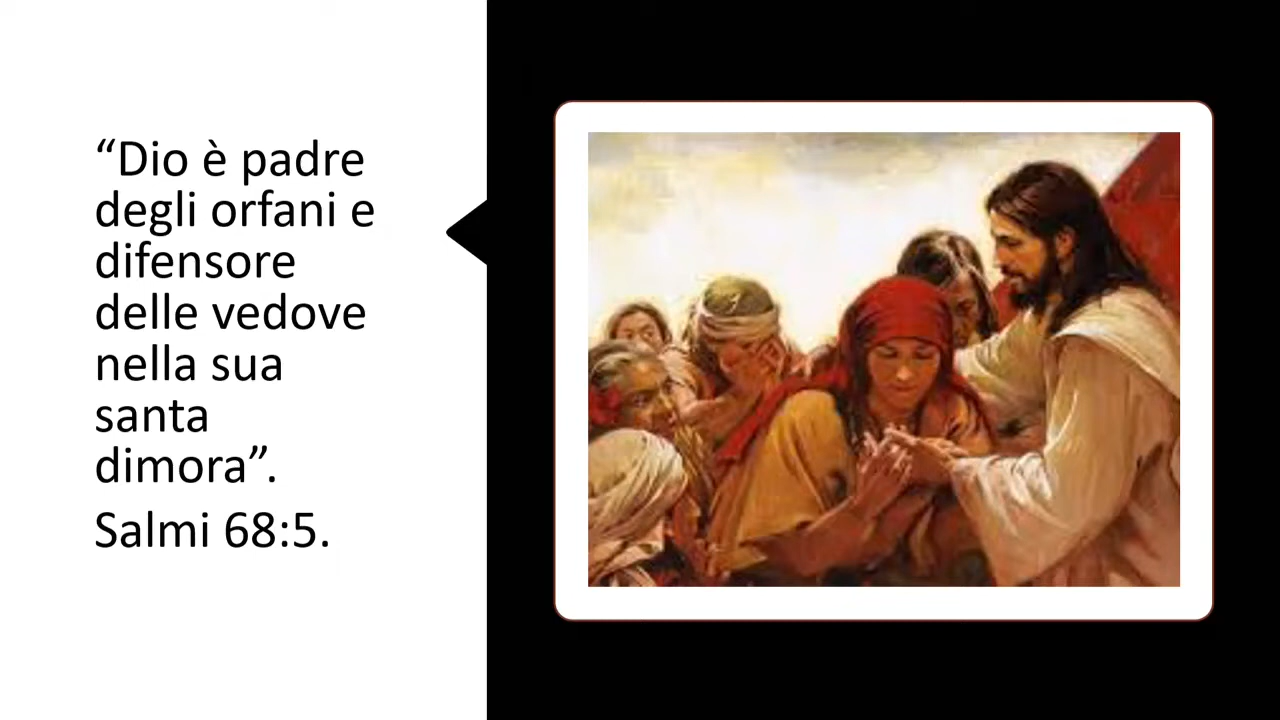 “Dio è padre
degli orfani e
difensore
delle vedove
nella sua
santa
dimora”.
Salmi 68:5.